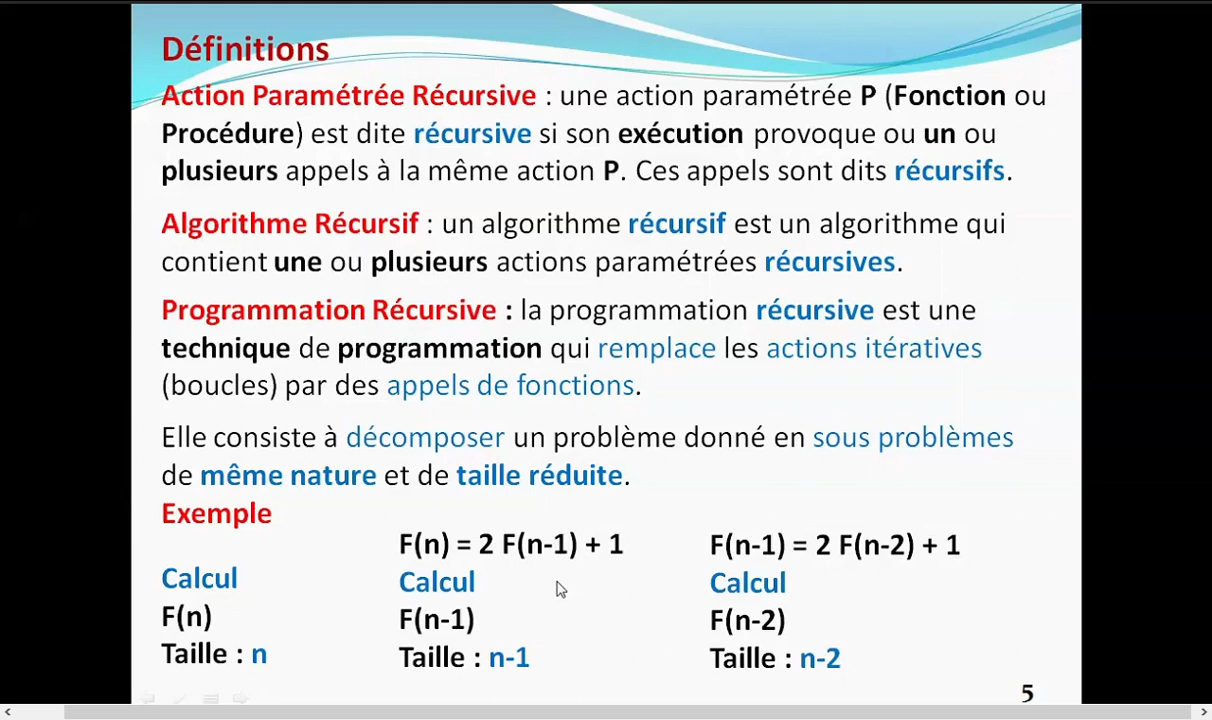 Définitions
Action Paramétrée Récursive : une action paramétrée P (Fonction ou
Procédure) est dite récursive si son exécution provoque ou un ou
plusieurs appels à la même action P. Ces appels sont dits récursifs.
Algorithme Récursif : un algorithme récursif est un algorithme qui
contient une ou plusieurs actions paramétrées récursives.
Programmation Récursive : la programmation récursive est une
technique de programmation qui remplace les actions itératives
(boucles) par des appels de fonctions.
Elle consiste à décomposer un problème donné en sous problèmes
de même nature et de taille réduite.
Exemple
F(n) = 2 F(n-1) + 1 F(n-1) = 2 F(n-2) + 1
Calcul Calcul Calcul
F(n) F(n-1) F(n-2)
Taille : n Taille : n-1 Taille : n-2
5